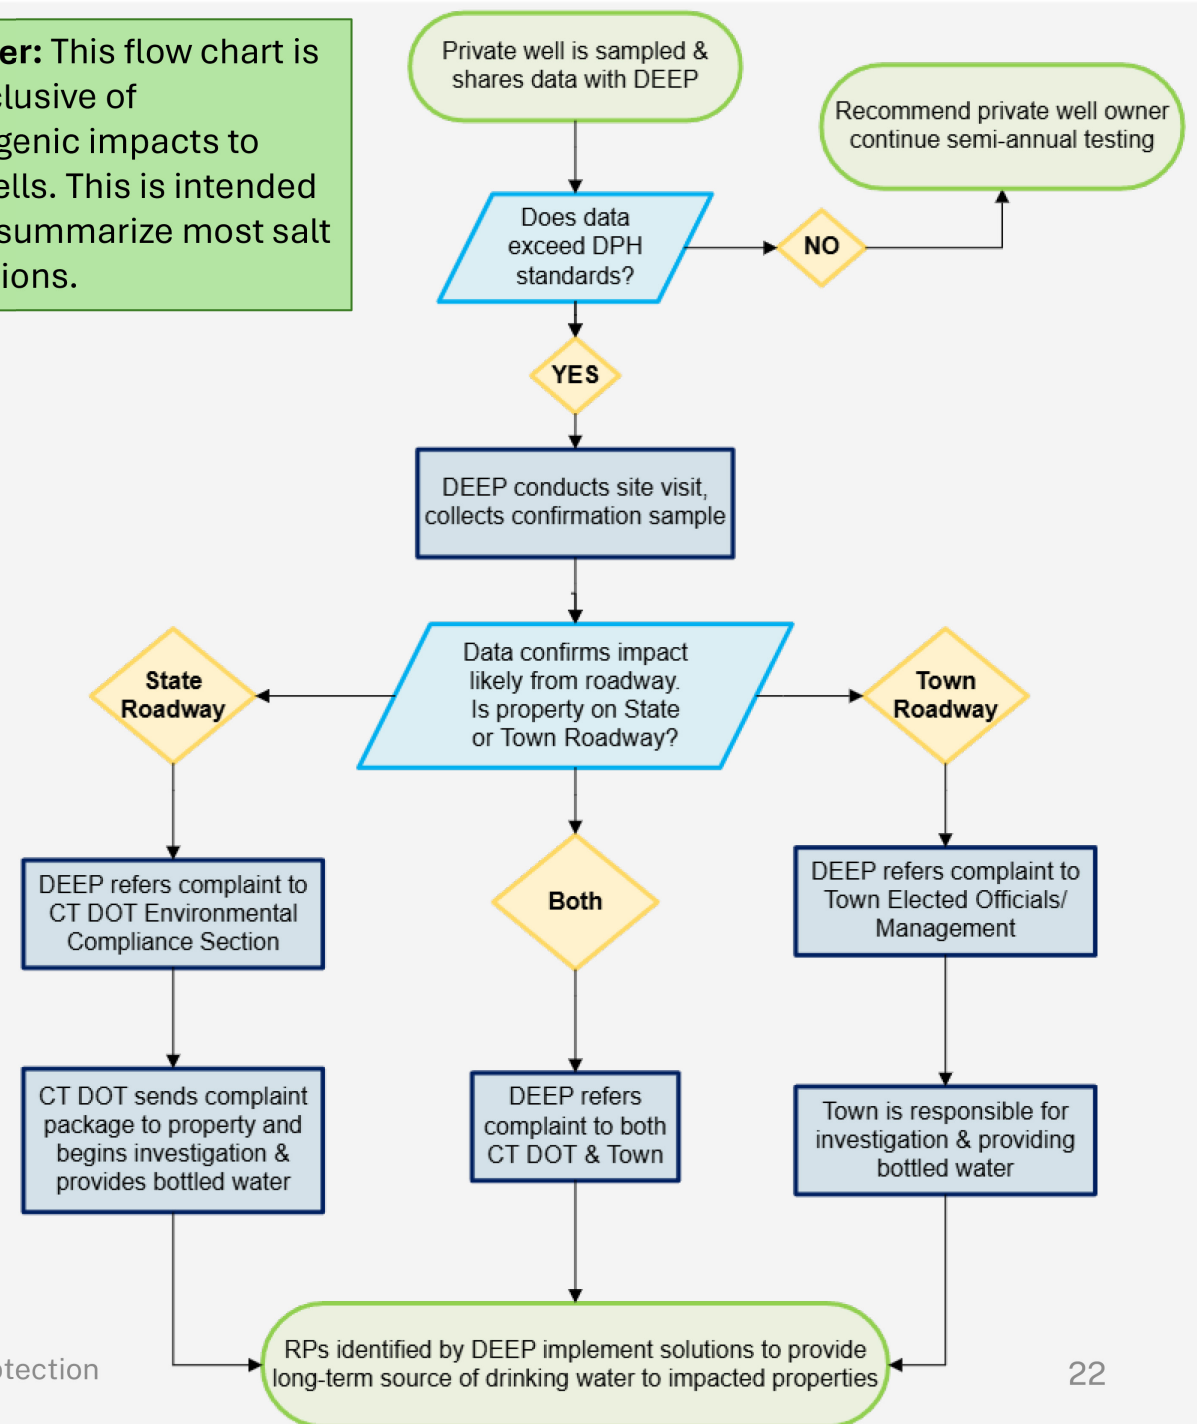 er: This flow chart is
clusive of
genic impacts to
ells. This is intended
summarize most salt
ions.
Private well is sampled &
shares data with DEEP
Recommend private well owner
continue semi-annual testing
Does data
exceed DPH
standards?
NO
YES
DEEP conducts site visit,
collects confirmation sample
Data confirms impact
likely from roadway.
Is property on State
or Town Roadway?
State
Roadway
Town
Roadway
Both
DEEP refers complaint to
CT DOT Environmental
Compliance Section
DEEP refers complaint to
Town Elected Officials/
Management
CT DOT sends complaint
package to property and
begins investigation &
provides bottled water
DEEP refers
complaint to both
CT DOT & Town
Town is responsible for
investigation & providing
bottled water
RPs identified by DEEP implement solutions to provide
long-term source of drinking water to impacted properties
otection
22